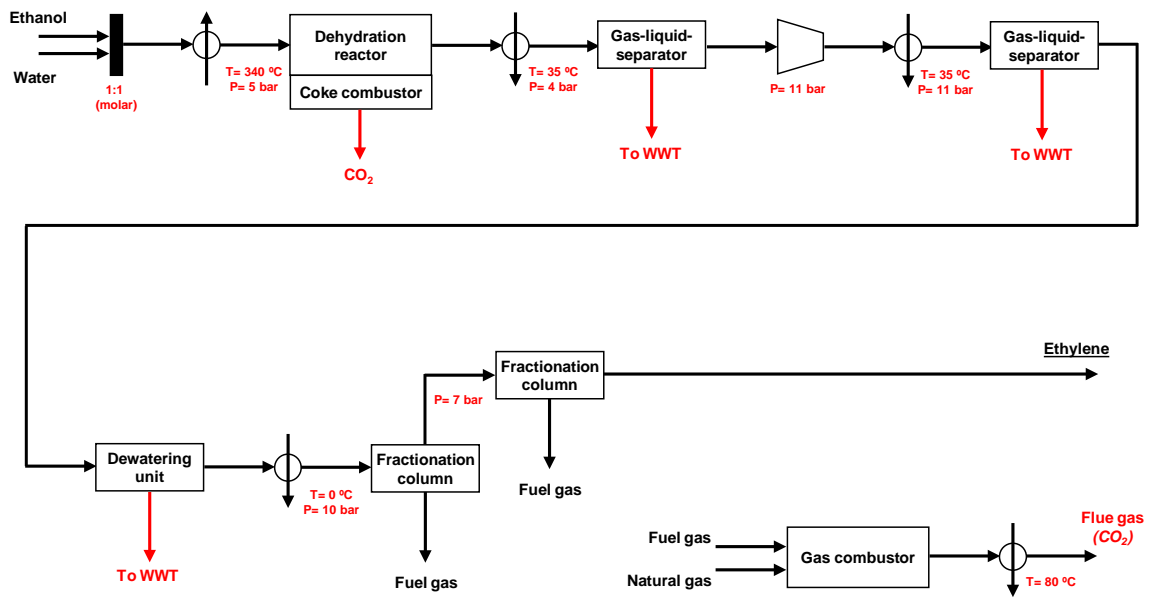 Ethanol
Water
1:1
(molar)
T= 340 ºC
P= 5 bar
Dehydration
reactor
Coke combustor
CO₂
T= 35 ºC
P= 4 bar
Gas-liquid-
separator
To WWT
P= 11 bar
T= 35 ºC
P= 11 bar
Gas-liquid-
separator
To WWT
Dewatering
unit
To WWT
T= 0 ºC
P= 10 bar
Fractionation
column
Fuel gas
P= 7 bar
Fractionation
column
Fuel gas
Ethylene
Fuel gas
Natural gas
Gas combustor
T= 80 ºC
Flue gas
(CO₂)